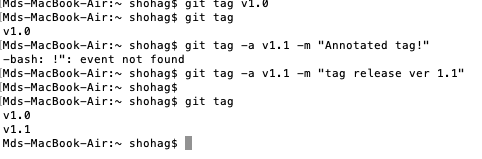 [Mds-MacBook-Air:~ shohag$ git tag v1.0
[Mds-MacBook-Air:~ shohag$ git tag
v1.0
[Mds-MacBook-Air:~ shohag$ git tag -a v1.1 -m "Annotated tag!"
-bash: !": event not found
[Mds-MacBook-Air:~ shohag$ git tag -a v1.1 -m "tag release ver 1.1"
[Mds-MacBook-Air:~ shohag$
[Mds-MacBook-Air:~ shohag$ git tag
v1.0
v1.1
Mds-MacBook-Air:~ shohag$